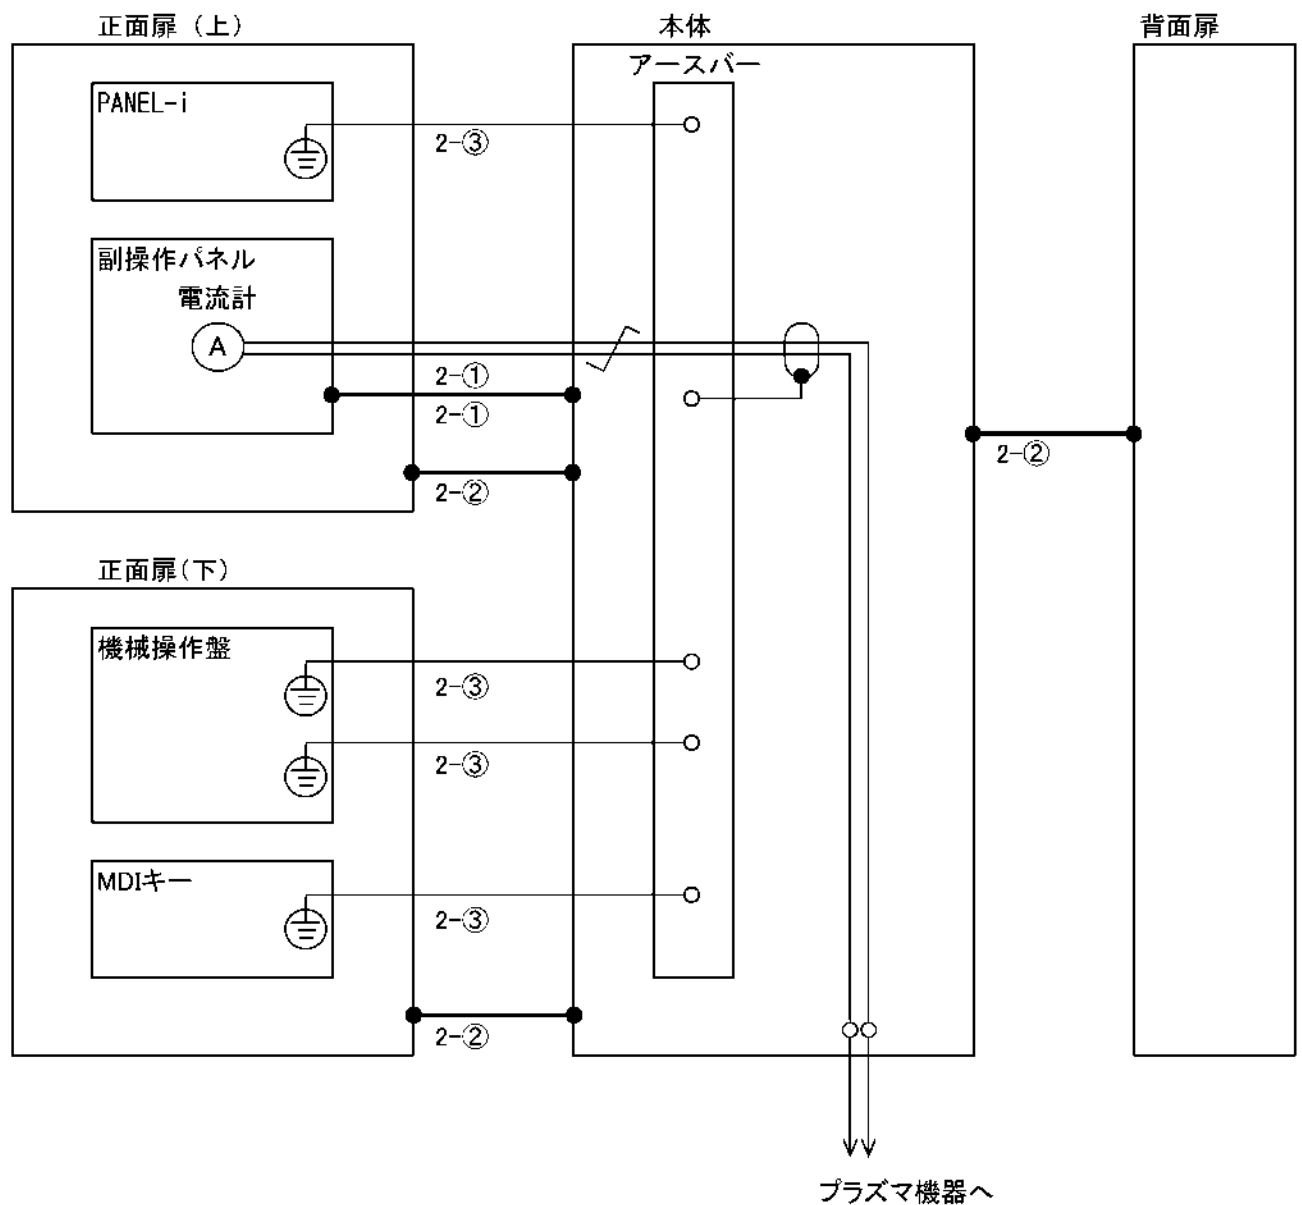 正面扉（上）
本体
背面扉
アースバー
PANEL-i
2-③
副操作パネル
電流計
A
2-①
2-①
2-②
2-②
正面扉(下)
機械操作盤
2-③
2-③
MDIキー
2-③
2-②
プラズマ機器へ